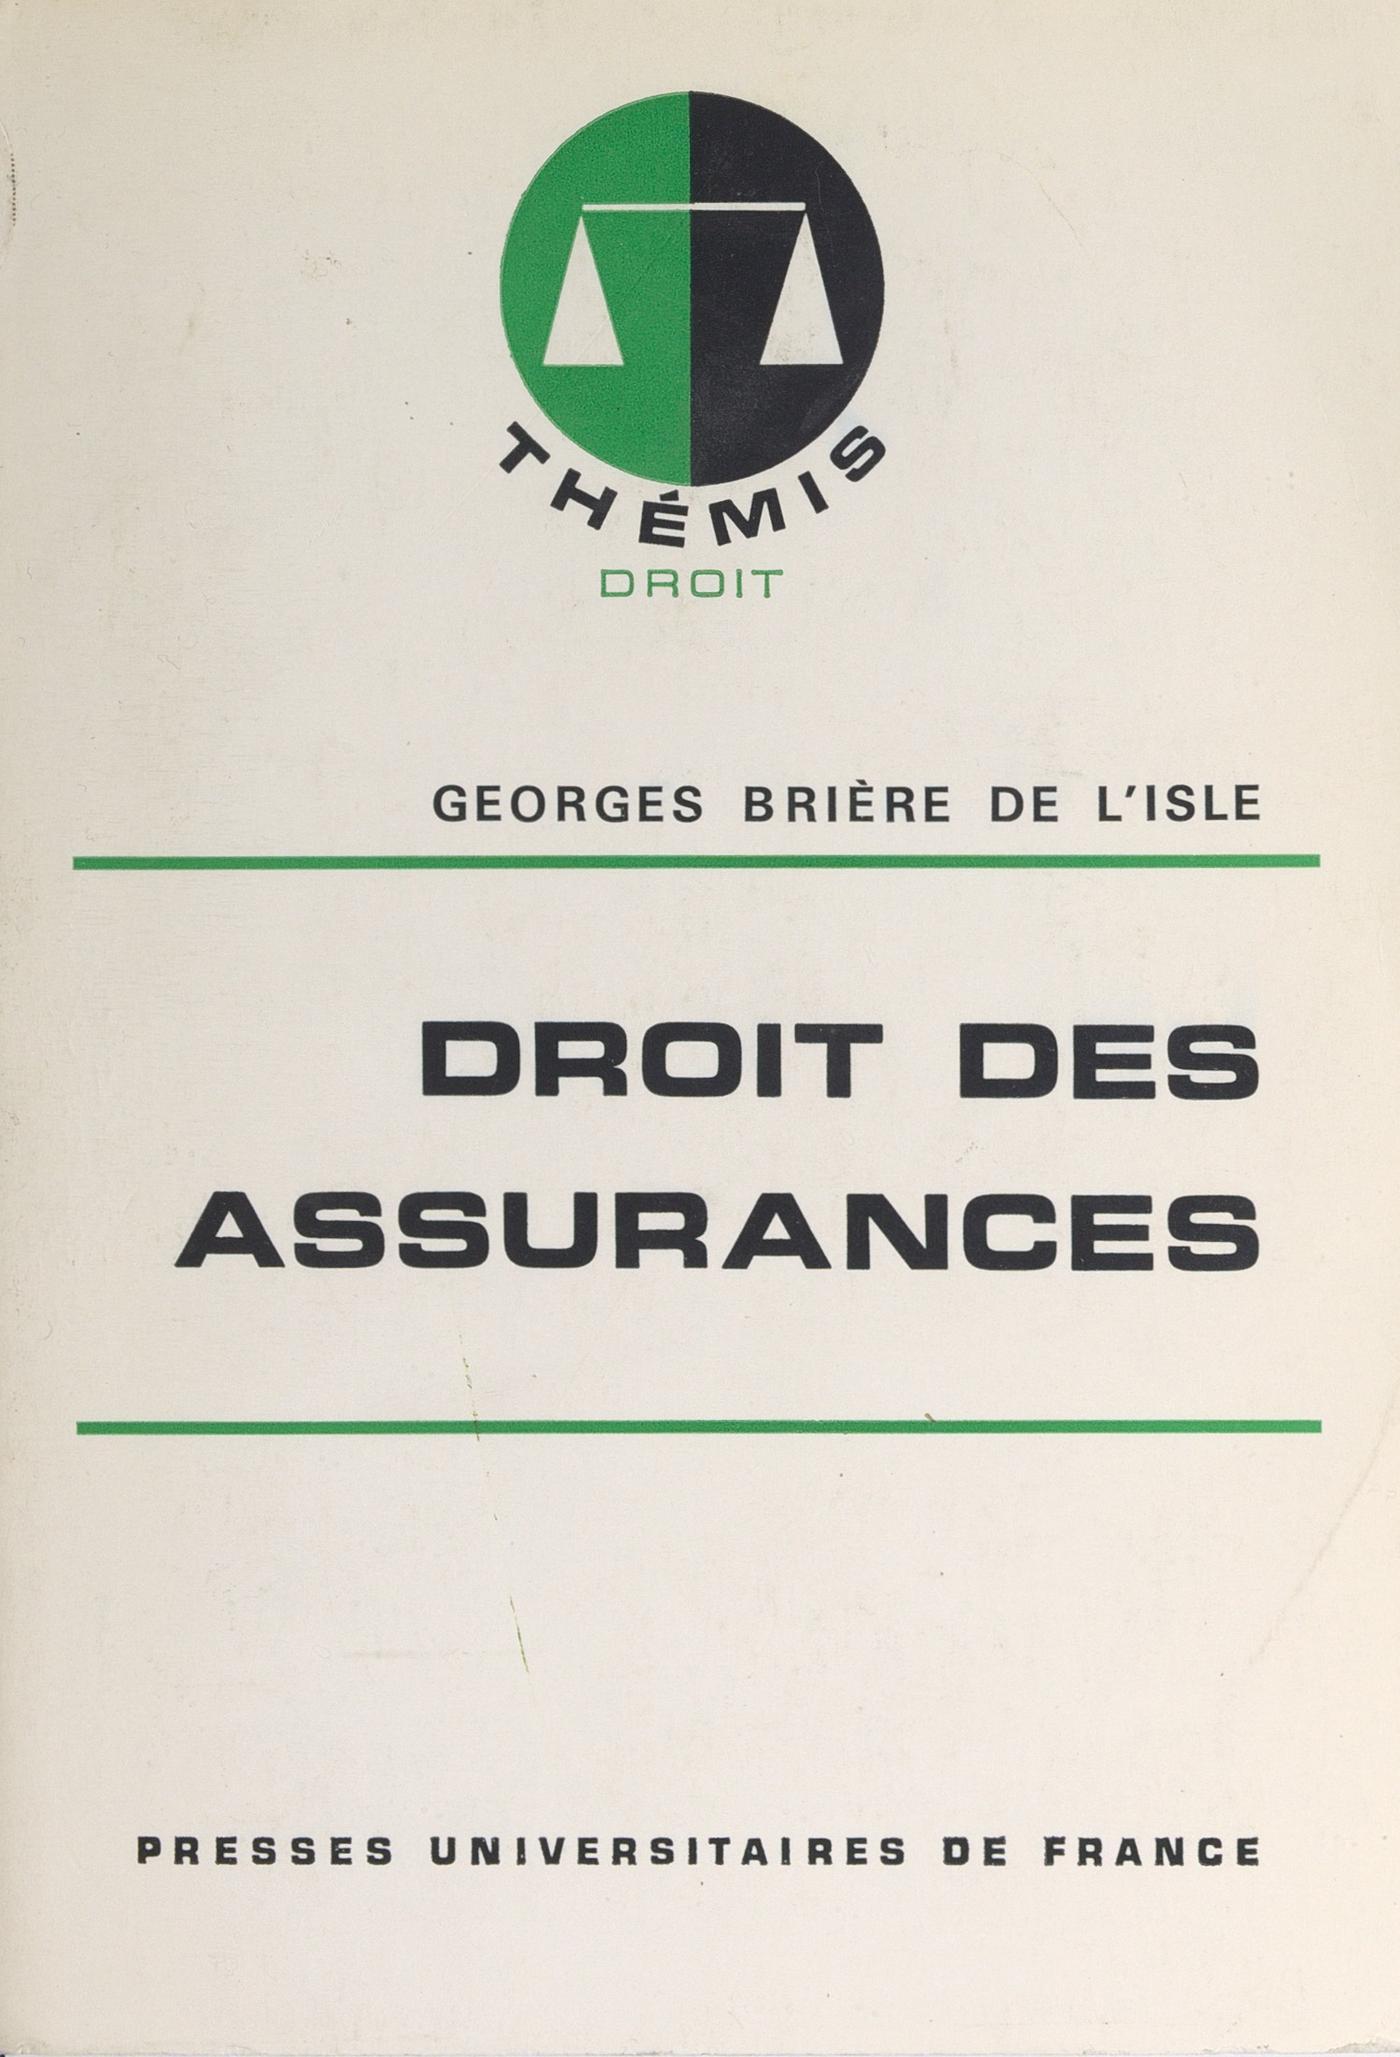 THÉMIS
DROIT
GEORGES BRIÈRE DE L'ISLE
DROIT DES
ASSURANCES
PRESSES UNIVERSITAIRES DE FRANCE